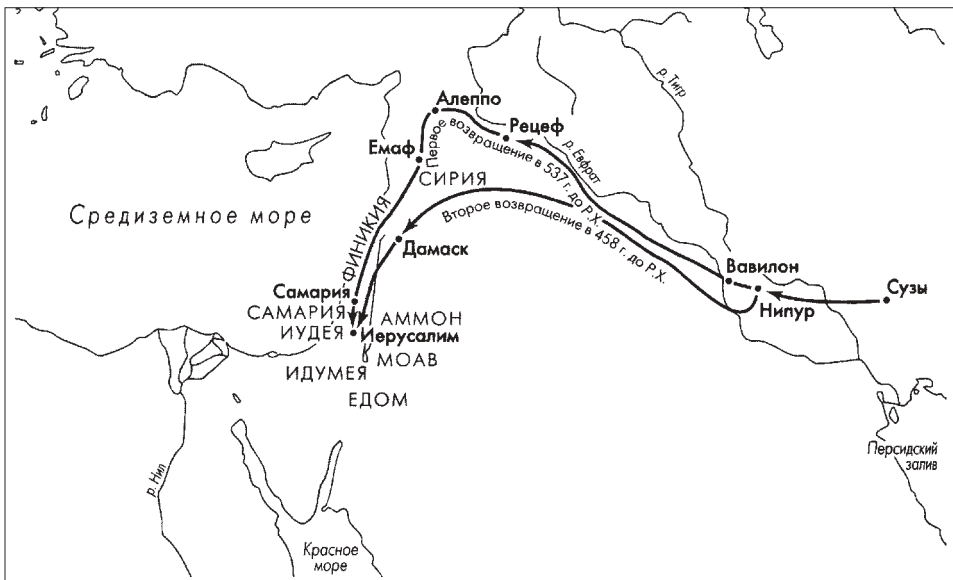 р. Тигр
Алеппо
Рецеф
р. Евфрат
Емаф
Первое возвращение в 537 г. до Р.Х.
СИРИЯ
Средиземное море
Второе возвращение в 458 г. до Р.Х.
ФИНИКИЯ
Дамаск
Вавилон
Сузы
Нипур
Самария
САМАРИЯ
АММОН
ИУДЕЯ
Иерусалим
МОАВ
ИДУМЕЯ
ЕДОМ
Персидский
залив
р. Нил
Красное
море